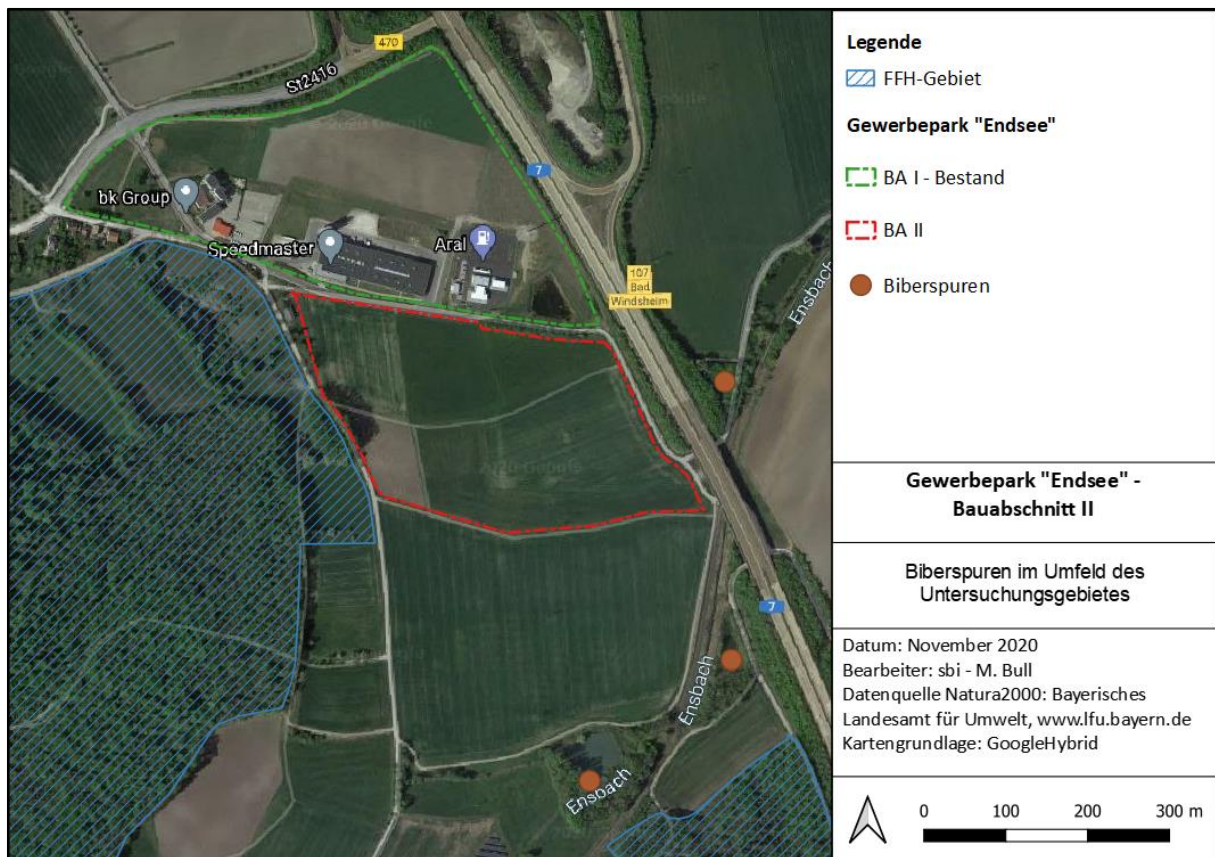 470
St2416
7
bk Group
Speedmaster
Aral
107
Bad
Windsheim
Ensbach
7
Ensbach
Ensbach
Legende
FFH-Gebiet
Gewerbepark "Endsee"
BA I - Bestand
BA II
Biberspuren
Gewerbepark "Endsee" -
Bauabschnitt II
Biberspuren im Umfeld des
Untersuchungsgebietes
Datum: November 2020
Bearbeiter: sbi - M. Bull
Datenquelle Natura2000: Bayerisches
Landesamt für Umwelt, www.lfu.bayern.de
Kartengrundlage: GoogleHybrid
0 100 200 300 m